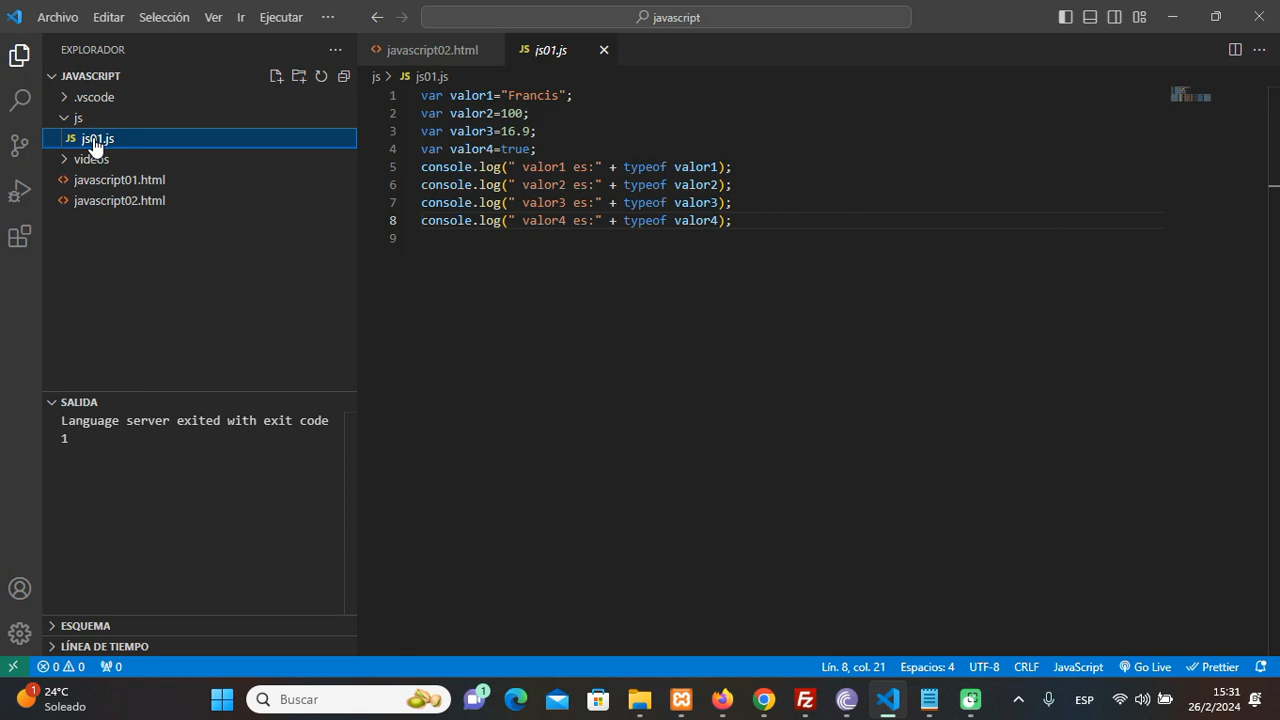 Archivo Editar Selección Ver Ir Ejecutar ··· javascript
EXPLORADOR ···
JAVASCRIPT
.vscode
js
JS js01.js
videos
<> javascript01.html
<> javascript02.html
SALIDA
Language server exited with exit code
1
ESQUEMA
LÍNEA DE TIEMPO
<> javascript02.html JS js01.js
js > JS js01.js
1 var valor1="Francis";
2 var valor2=100;
3 var valor3=16.9;
4 var valor4=true;
5 console.log(" valor1 es:" + typeof valor1);
6 console.log(" valor2 es:" + typeof valor2);
7 console.log(" valor3 es:" + typeof valor3);
8 console.log(" valor4 es:" + typeof valor4);
9
0 0 0 Lín. 8, col. 21 Espacios: 4 UTF-8 CRLF JavaScript Go Live Prettier
1 24°C Soleado Buscar 1 ESP 15:31
26/2/2024